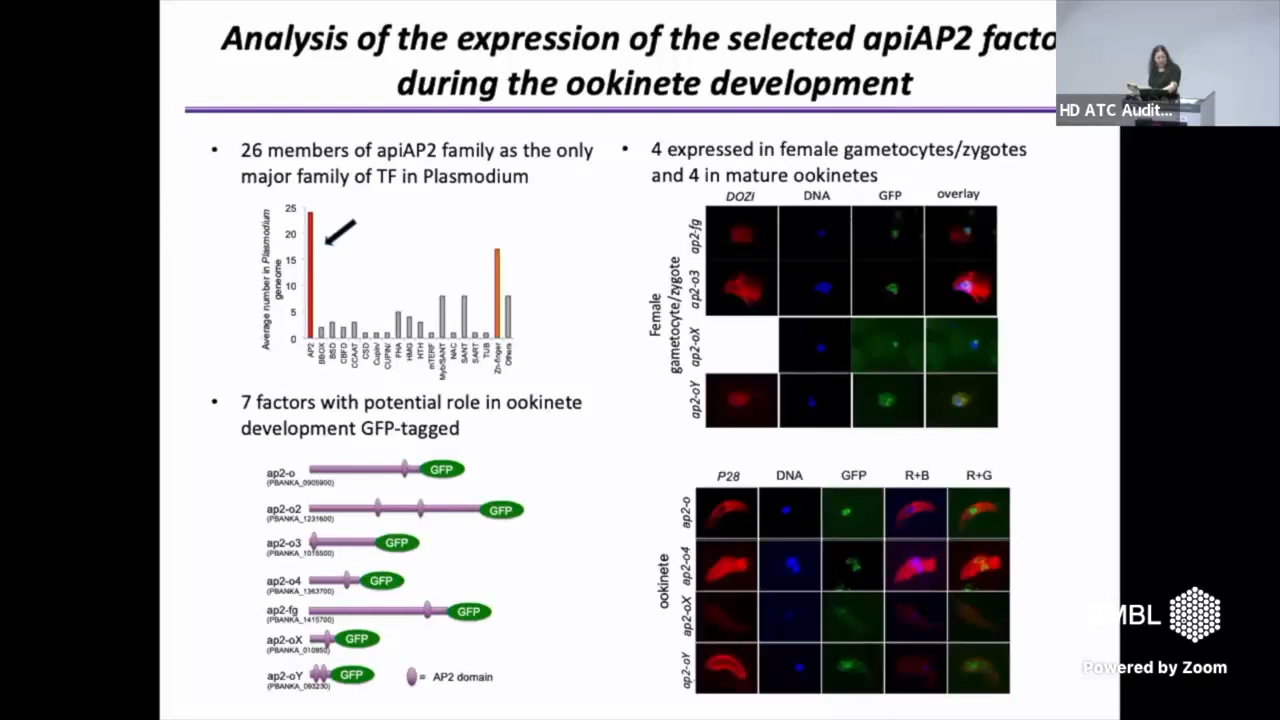 Analysis of the expression of the selected apiAP2 facto
during the ookinete development
HD ATC Audit...
• 26 members of apiAP2 family as the only
major family of TF in Plasmodium
Average number in Plasmodium
geneome
25
20
15
10
5
0
AP2
BBOX
BSD
CBFD
CCAAT
CSD
Cupin/
CUPIN/
FHA
HMG
HTH
mTERF
Myb/SANT
NAC
SANT
SART
TUB
Zn-finger
Others
• 7 factors with potential role in ookinete
development GFP-tagged
ap2-o GFP
(PBANKA_0905900)
ap2-o2 GFP
(PBANKA_1231600)
ap2-o3 GFP
(PBANKA_1015500)
ap2-o4 GFP
(PBANKA_1363700)
ap2-fg GFP
(PBANKA_1415700)
ap2-oX GFP
(PBANKA_010950)
ap2-oY GFP
(PBANKA_093230)
= AP2 domain
• 4 expressed in female gametocytes/zygotes
and 4 in mature ookinetes
DOZI DNA GFP overlay
Female
gametocyte/zygote
ap2-fg
ap2-o3
ap2-oX
ap2-oY
P28 DNA GFP R+B R+G
ookinete
ap2-o
ap2-o4
ap2-oX
ap2-oY
MBL
Powered by Zoom